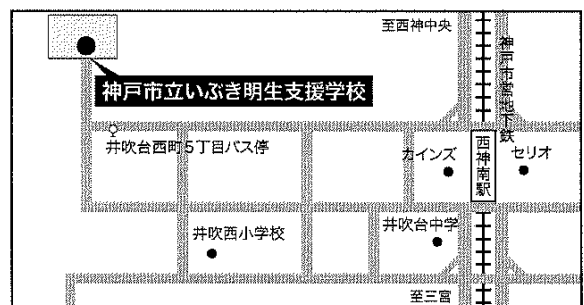 至西神中央
神戸市営地下鉄
神戸市立いぶき明生支援学校
井吹台西町5丁目バス停
カインズ
西神南駅
セリオ
井吹西小学校
井吹台中学
至三宮